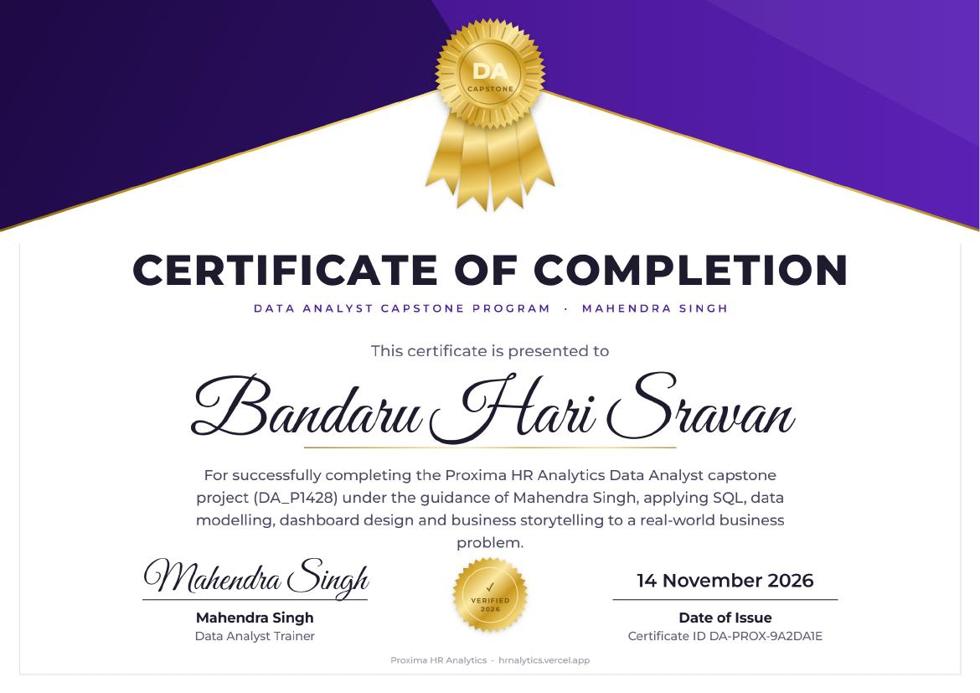 DA
CAPSTONE
CERTIFICATE OF COMPLETION
DATA ANALYST CAPSTONE PROGRAM · MAHENDRA SINGH
This certificate is presented to
Bandaru Hari Sravan
For successfully completing the Proxima HR Analytics Data Analyst capstone
project (DA_P1428) under the guidance of Mahendra Singh, applying SQL, data
modelling, dashboard design and business storytelling to a real-world business
problem.
Mahendra Singh
Mahendra Singh
Data Analyst Trainer
✓
VERIFIED
2026
14 November 2026
Date of Issue
Certificate ID DA-PROX-9A2DA1E
Proxima HR Analytics - hrnalytics.vercel.app